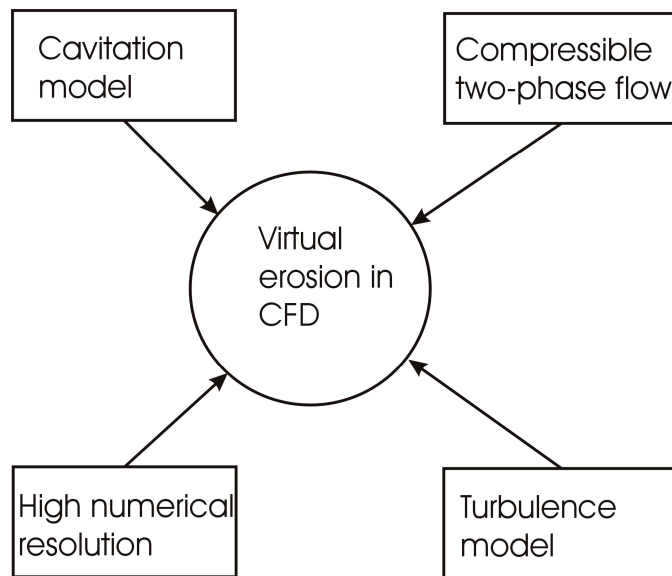 Cavitation
model
Compressible
two-phase flow
Virtual
erosion in
CFD
High numerical
resolution
Turbulence
model